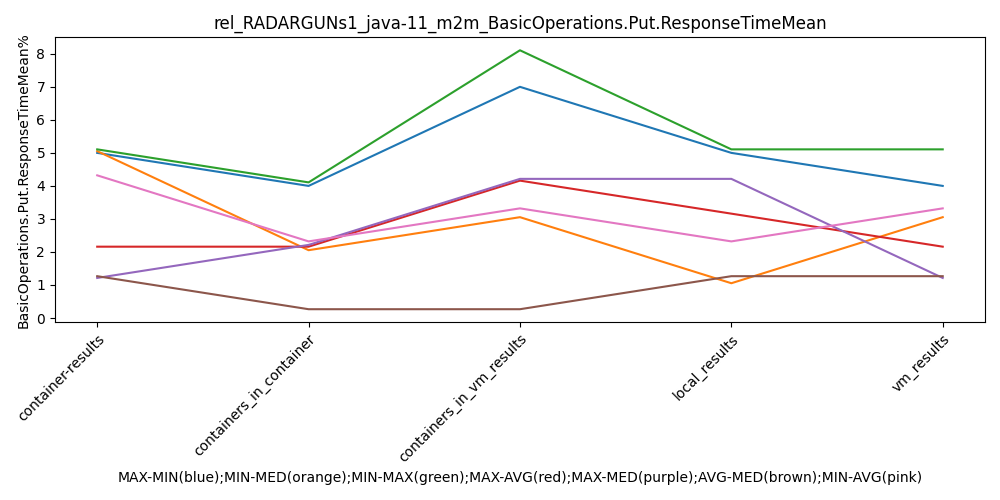 rel_RADARGUNs1_java-11_m2m_BasicOperations.Put.ResponseTimeMean
BasicOperations.Put.ResponseTimeMean%
8
7
6
5
4
3
2
1
0
container-results
containers_in_container
containers_in_vm_results
local_results
vm_results
MAX-MIN(blue);MIN-MED(orange);MIN-MAX(green);MAX-AVG(red);MAX-MED(purple);AVG-MED(brown);MIN-AVG(pink)